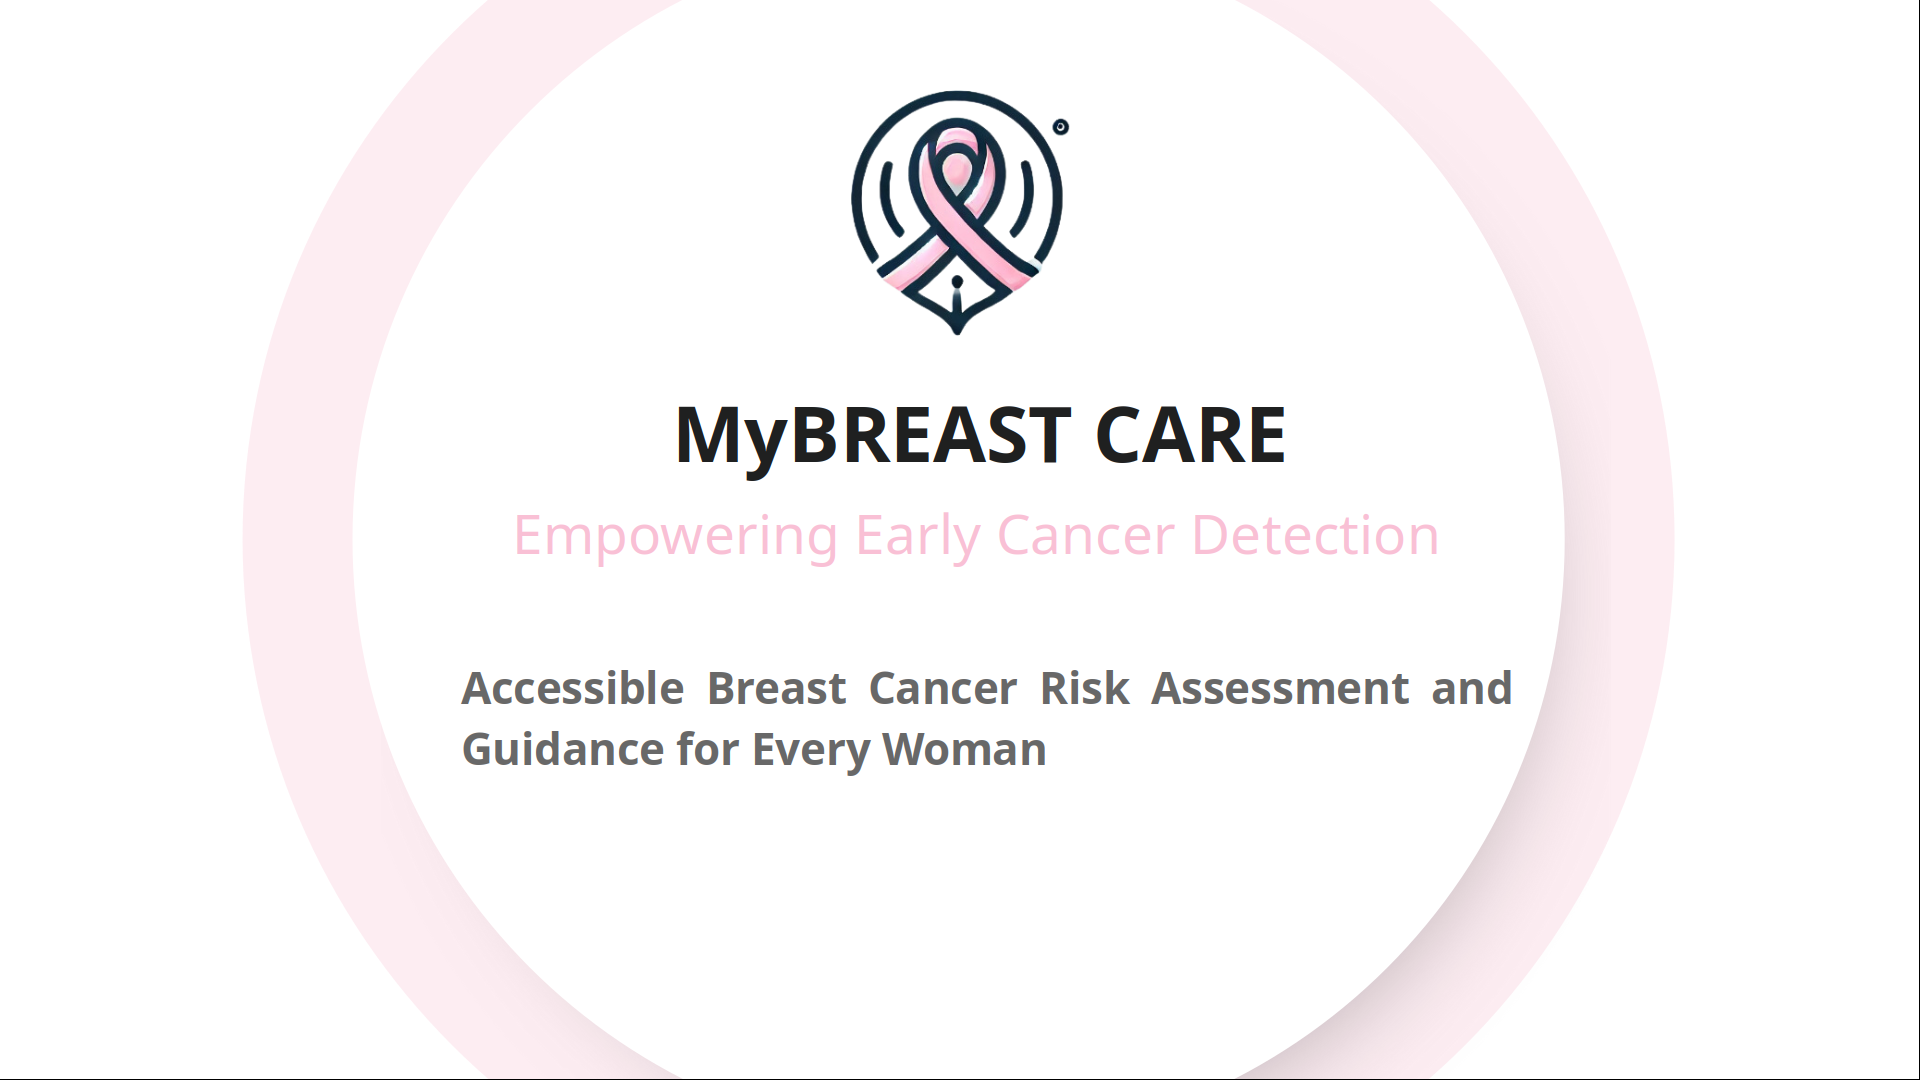 MyBREAST CARE
Empowering Early Cancer Detection
Accessible Breast Cancer Risk Assessment and
Guidance for Every Woman